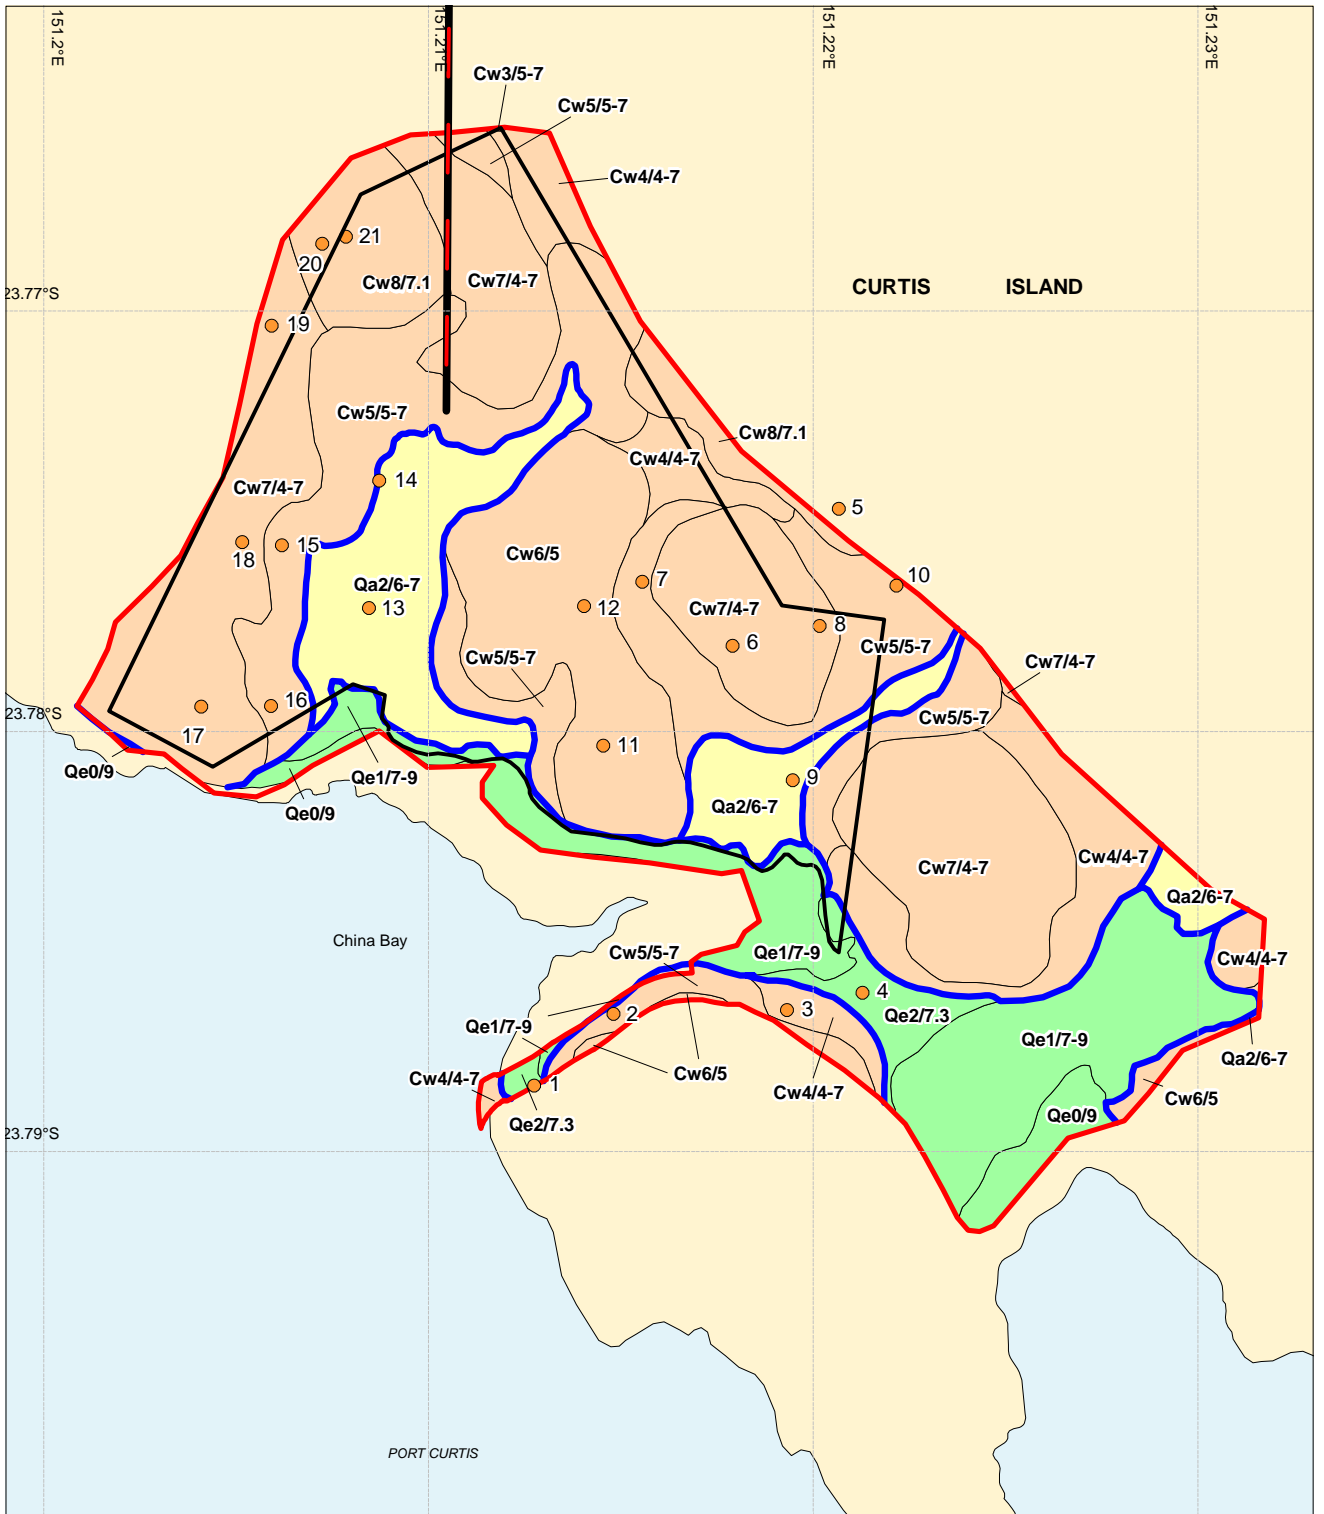 151.2°E
151.21°E
151.22°E
151.23°E
Cw3/5-7
Cw5/5-7
Cw4/4-7
21
20
Cw8/7.1
Cw7/4-7
CURTIS ISLAND
23.77°S
19
Cw5/5-7
Cw8/7.1
Cw4/4-7
14
Cw7/4-7
5
18
15
Cw6/5
10
Qa2/6-7
7
13
12
Cw7/4-7
8
6
Cw5/5-7
Cw5/5-7
Cw7/4-7
16
17
23.78°S
Cw5/5-7
11
Qe0/9
Qe1/7-9
9
Qa2/6-7
Qe0/9
Cw4/4-7
Cw7/4-7
Qa2/6-7
China Bay
Cw5/5-7
Qe1/7-9
Cw4/4-7
4
2
3
Qe2/7.3
Qe1/7-9
Qe1/7-9
Qa2/6-7
Cw4/4-7
Cw6/5
1
Cw4/4-7
Cw6/5
Qe0/9
Qe2/7.3
23.79°S
PORT CURTIS